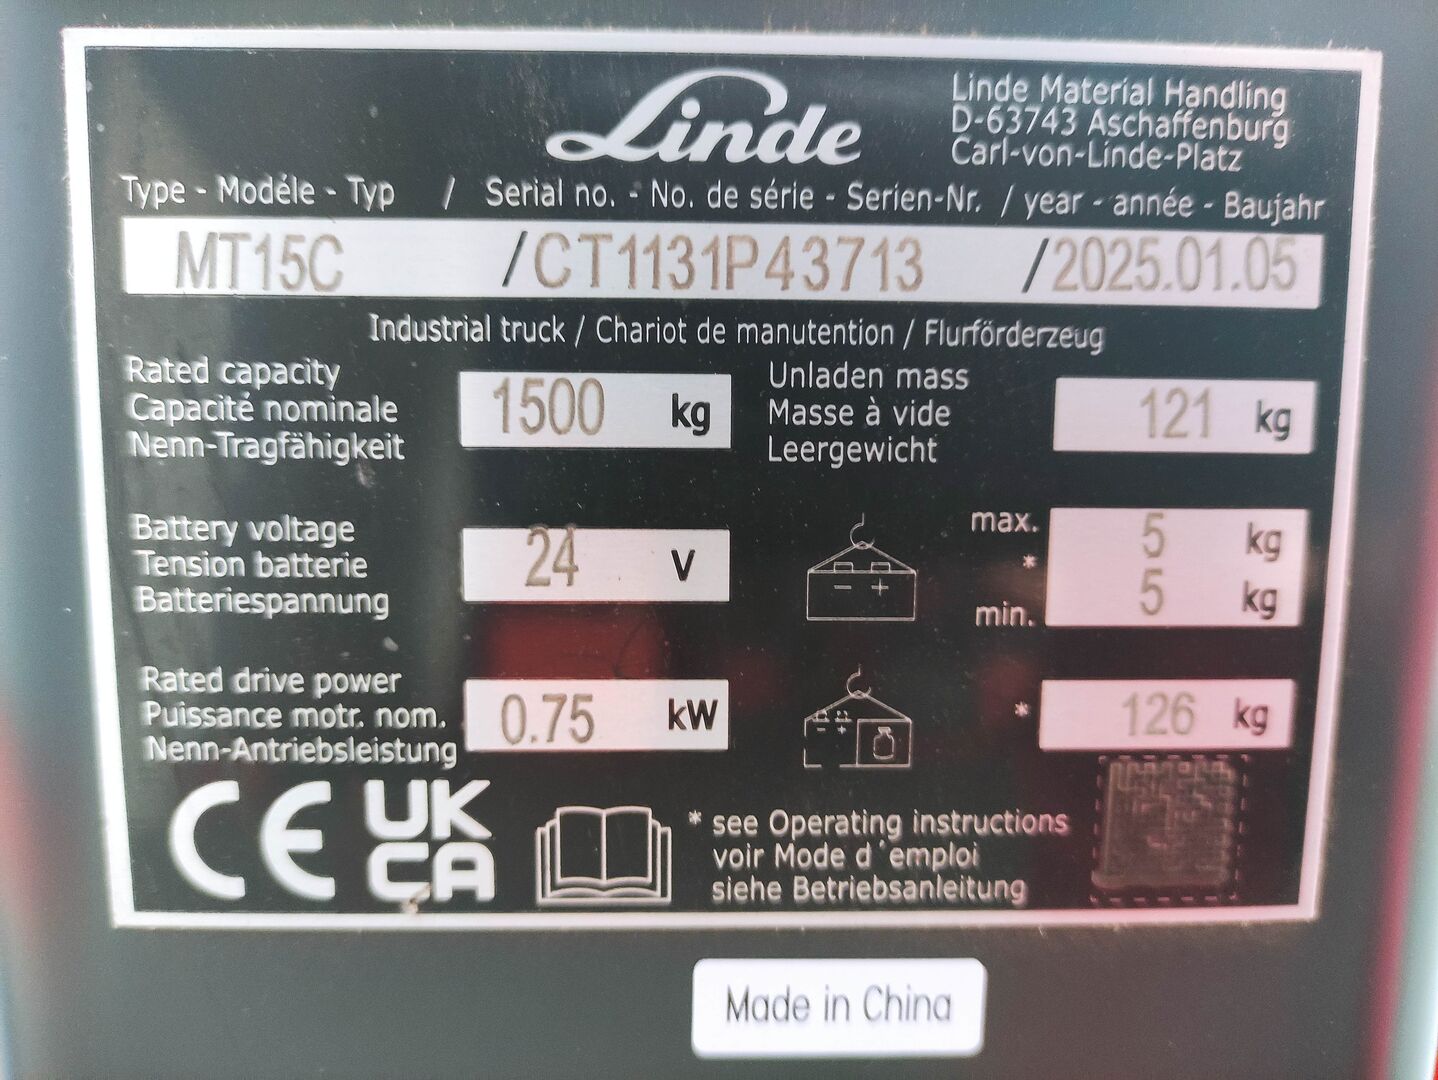 Linde
Linde Material Handling
D-63743 Aschaffenburg
Carl-von-Linde-Platz
Type - Modéle - Typ / Serial no. - No. de série - Serien-Nr. / year - année - Baujahr
MT15C /CT1131P43713 /2025.01.05
Industrial truck / Chariot de manutention / Flurförderzeug
Rated capacity
Capacité nominale
Nenn-Tragfähigkeit
1500 kg
Unladen mass
Masse à vide
Leergewicht
121 kg
Battery voltage
Tension batterie
Batteriespannung
24 V
max. 5 kg
*
min. 5 kg
Rated drive power
Puissance motr. nom.
Nenn-Antriebsleistung
0.75 kW
* 126 kg
CE
UK
CA
* see Operating instructions
voir Mode d´emploi
siehe Betriebsanleitung
Made in China